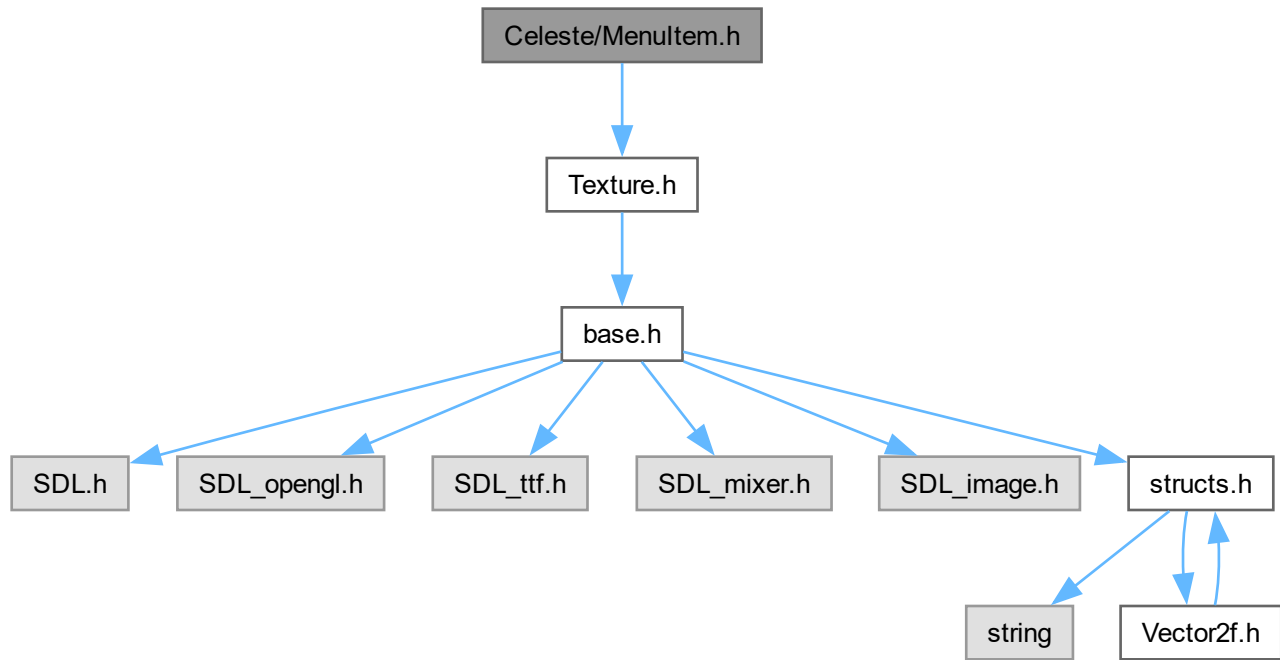 Celeste/MenuItem.h
Texture.h
base.h
SDL.h
SDL_opengl.h
SDL_ttf.h
SDL_mixer.h
SDL_image.h
structs.h
string
Vector2f.h